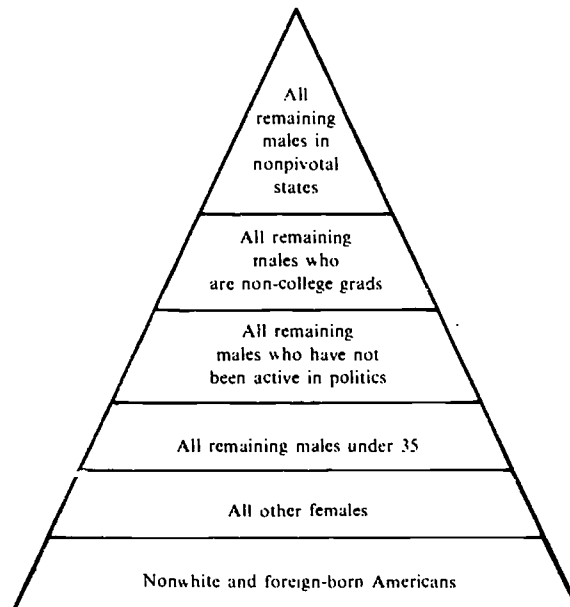 All
remaining
males in
nonpivotal
states
All remaining
males who
are non-college grads
All remaining
males who have not
been active in politics
All remaining males under 35
All other females
Nonwhite and foreign-born Americans